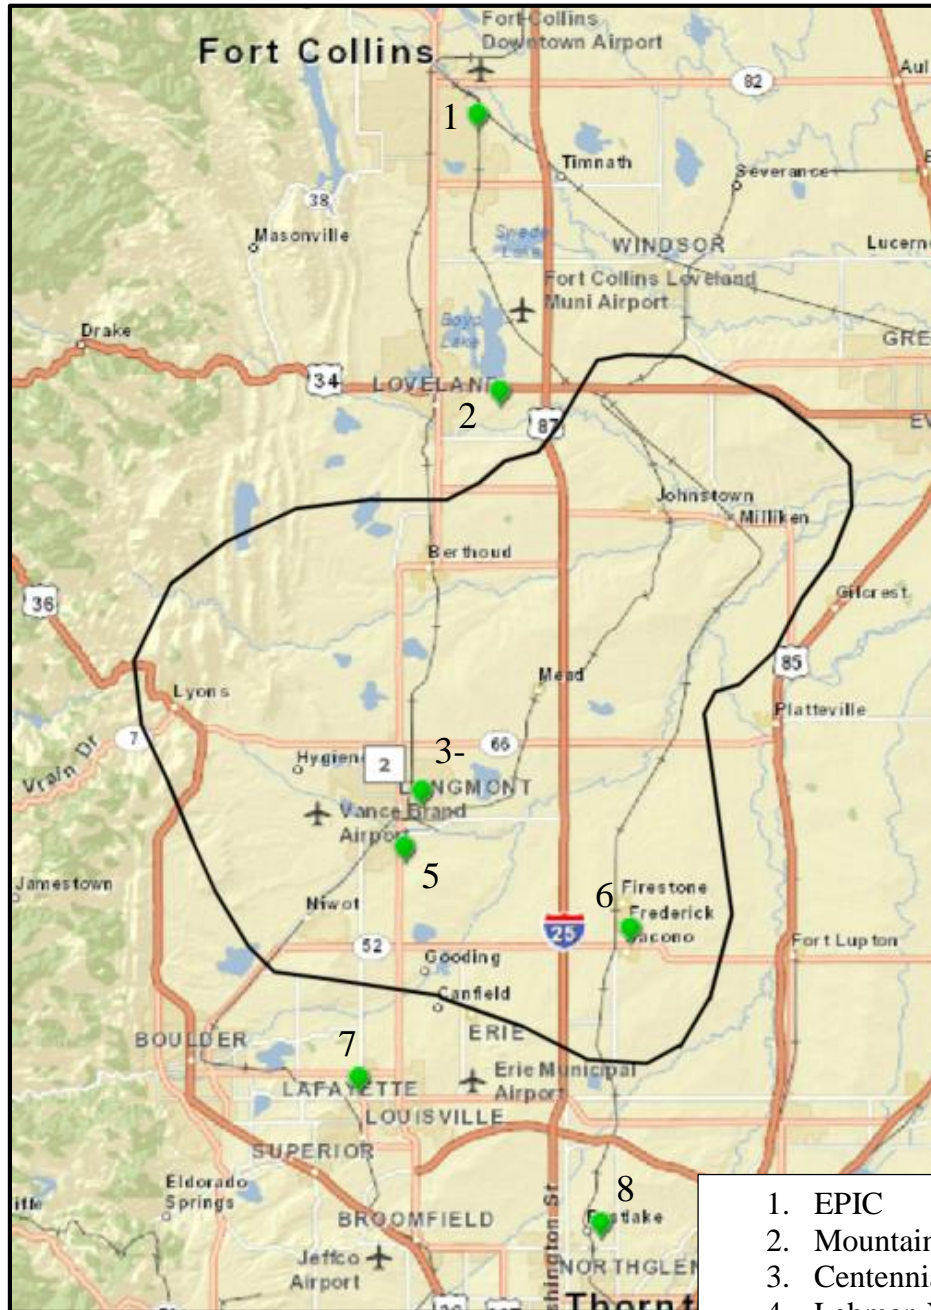 Fort Collins
Downtown Airport
Fort Collins
82
1
Timnath
Severance
38
Masonville
WINDSOR
Lucerne
Fort Collins Loveland
Muni Airport
Boyd
Lake
Drake
34
LOVELAND
2
87
Johnstown
Milliken
Berthoud
36
Gilcrest
85
Mead
Lyons
Platteville
7
Vrain Dr
66
3-
Hygiene
2
LONGMONT
Vance Brand
Airport
5
Jamestown
6
Firestone
Frederick
Dacono
Niwot
25
52
Fort Lupton
Gooding
Canfield
ERIE
BOULDER
7
Erie Municipal
Airport
LAFAYETTE
LOUISVILLE
SUPERIOR
Eldorado
Springs
8
Eastlake
BROOMFIELD
Jeffco
Airport
1. EPIC
2. Mountain
3. Centennia